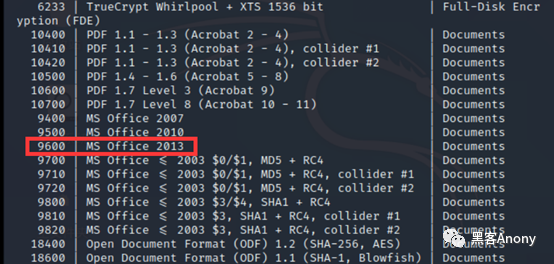 6233 | TrueCrypt Whirlpool + XTS 1536 bit | Full-Disk Encr
yption (FDE)
10400 | PDF 1.1 - 1.3 (Acrobat 2 - 4) | Documents
10410 | PDF 1.1 - 1.3 (Acrobat 2 - 4), collider #1 | Documents
10420 | PDF 1.1 - 1.3 (Acrobat 2 - 4), collider #2 | Documents
10500 | PDF 1.4 - 1.6 (Acrobat 5 - 8) | Documents
10600 | PDF 1.7 Level 3 (Acrobat 9) | Documents
10700 | PDF 1.7 Level 8 (Acrobat 10 - 11) | Documents
9400 | MS Office 2007 | Documents
9500 | MS Office 2010 | Documents
9600 | MS Office 2013 | Documents
9700 | MS Office ⩽ 2003 $0/$1, MD5 + RC4 | Documents
9710 | MS Office ⩽ 2003 $0/$1, MD5 + RC4, collider #1 | Documents
9720 | MS Office ⩽ 2003 $0/$1, MD5 + RC4, collider #2 | Documents
9800 | MS Office ⩽ 2003 $3/$4, SHA1 + RC4 | Documents
9810 | MS Office ⩽ 2003 $3, SHA1 + RC4, collider #1 | Documents
9820 | MS Office ⩽ 2003 $3, SHA1 + RC4, collider #2 | Documents
18400 | Open Document Format (ODF) 1.2 (SHA-256, AES) | Documents
18600 | Open Document Format (ODF) 1.1 (SHA-1, Blowfish) | Documents
黑客Anony